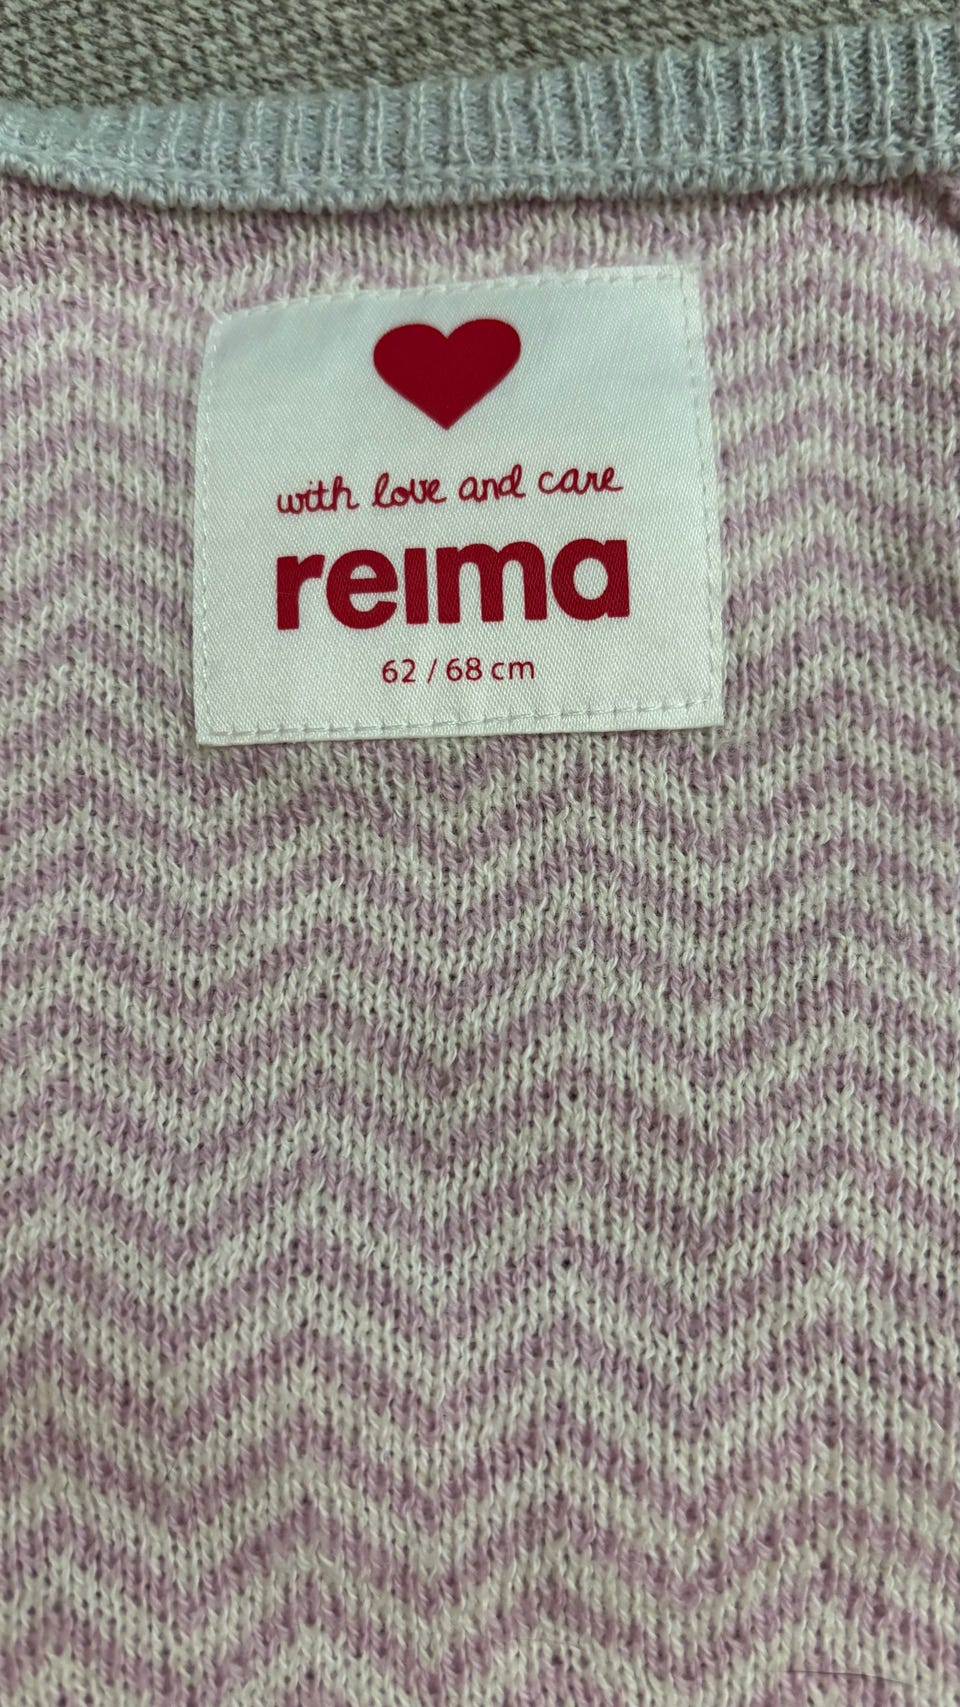 with love and care
reima
62 / 68 cm